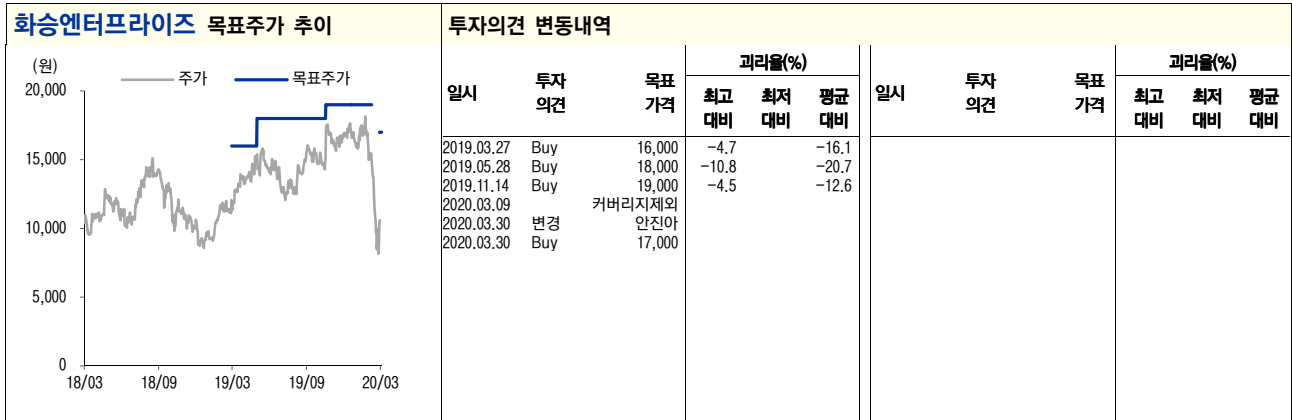 화승엔터프라이즈 목표주가 추이
(원)
주가 목표주가
20,000
15,000
10,000
5,000
0
18/03 18/09 19/03 19/09 20/03
투자의견 변동내역
일시 투자의견 목표가격 괴리율(%)
최고대비 최저대비 평균대비
2019.03.27 Buy 16,000 -4.7 -16.1
2019.05.28 Buy 18,000 -10.8 -20.7
2019.11.14 Buy 19,000 -4.5 -12.6
2020.03.09 커버리지제외
2020.03.30 변경 안진아
2020.03.30 Buy 17,000
일시 투자의견 목표가격 괴리율(%)
최고대비 최저대비 평균대비